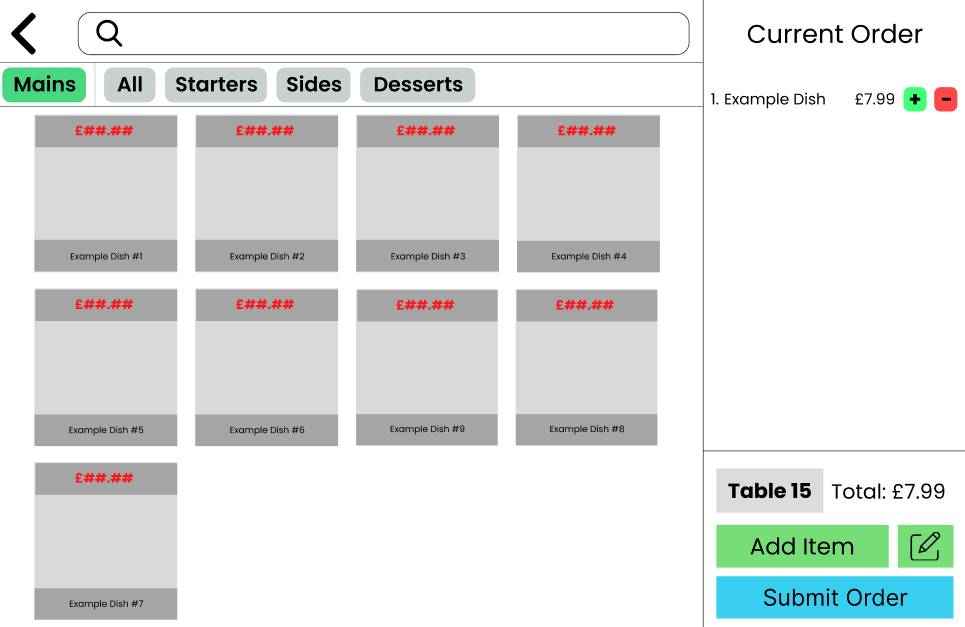 Current Order
Mains All Starters Sides Desserts
1. Example Dish £7.99 + -
£##.## £##.## £##.## £##.##
Example Dish #1 Example Dish #2 Example Dish #3 Example Dish #4
£##.## £##.## £##.## £##.##
Example Dish #5 Example Dish #6 Example Dish #9 Example Dish #8
£##.##
Example Dish #7
Table 15 Total: £7.99
Add Item
Submit Order